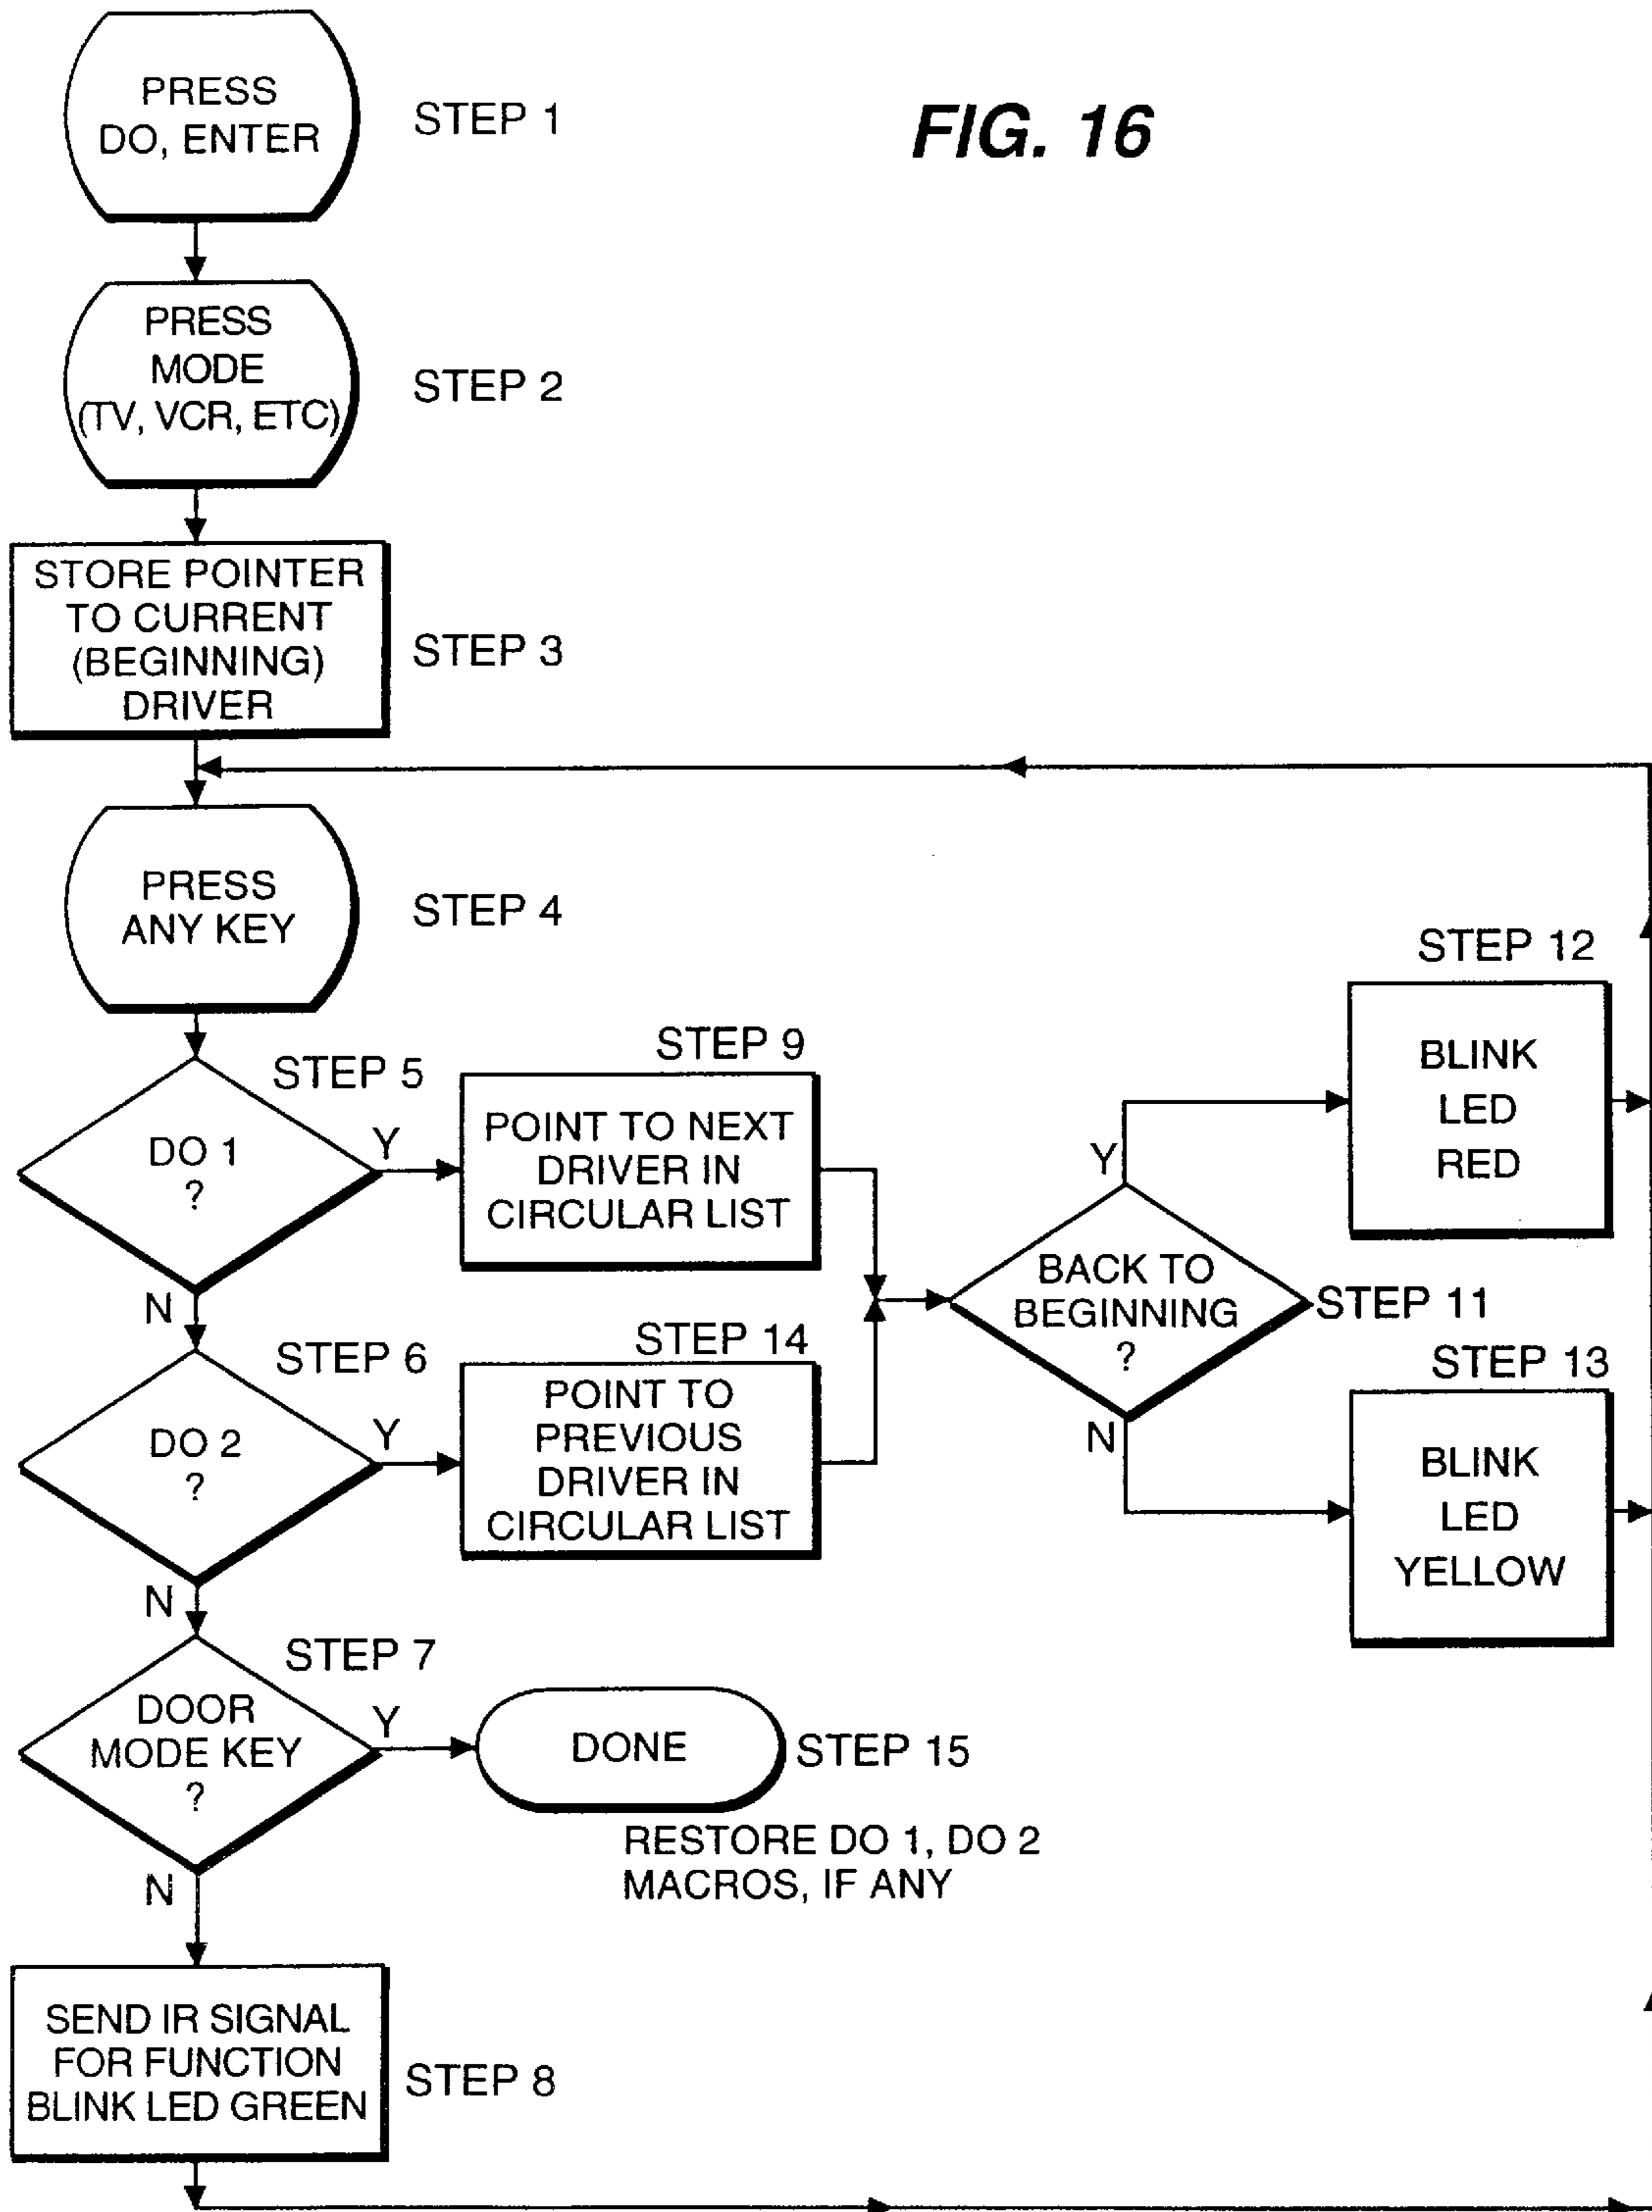 PRESS
DO, ENTER
STEP 1
FIG. 16
PRESS
MODE
(TV, VCR, ETC)
STEP 2
STORE POINTER
TO CURRENT
(BEGINNING)
DRIVER
STEP 3
PRESS
ANY KEY
STEP 4
DO 1
?
STEP 5
Y
N
STEP 9
POINT TO NEXT
DRIVER IN
CIRCULAR LIST
DO 2
?
STEP 6
Y
N
STEP 14
POINT TO
PREVIOUS
DRIVER IN
CIRCULAR LIST
BACK TO
BEGINNING
?
STEP 11
Y
N
STEP 12
BLINK
LED
RED
STEP 13
BLINK
LED
YELLOW
DOOR
MODE KEY
?
STEP 7
Y
N
DONE
STEP 15
RESTORE DO 1, DO 2
MACROS, IF ANY
SEND IR SIGNAL
FOR FUNCTION
BLINK LED GREEN
STEP 8